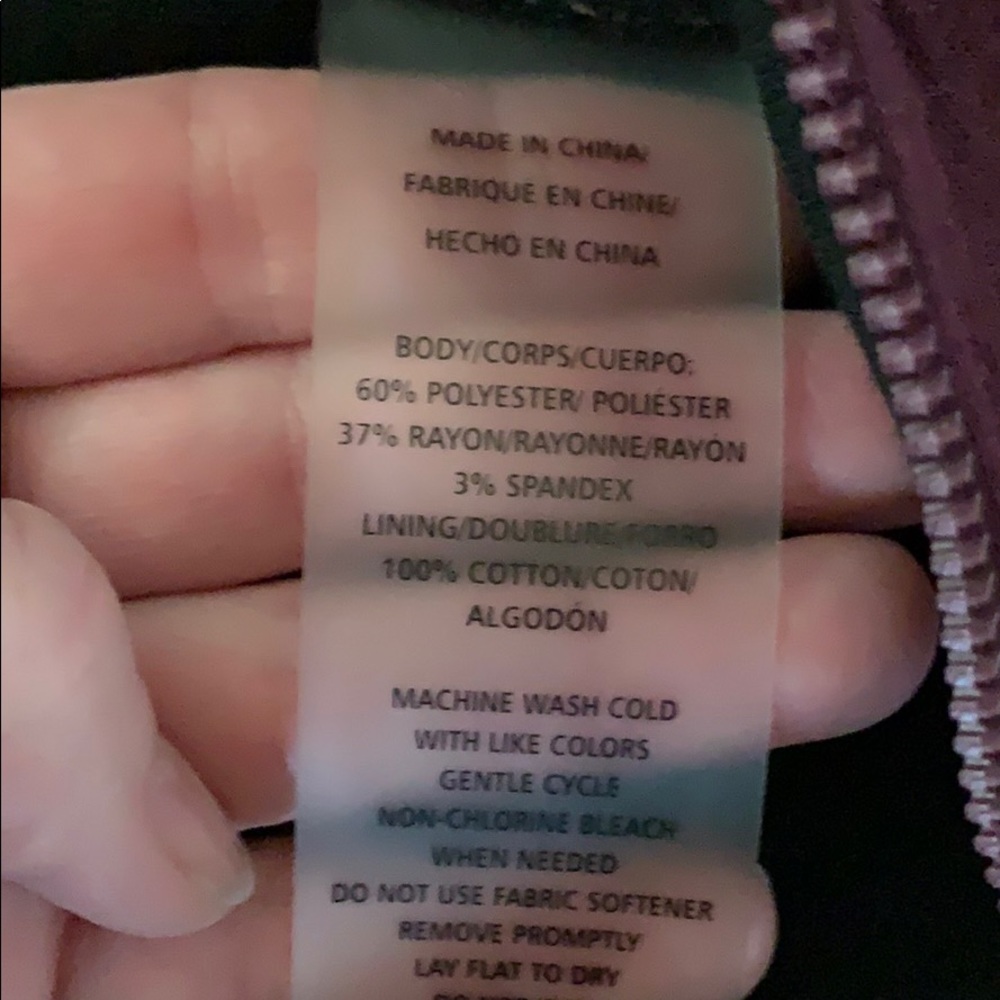 MADE IN CHINA/
FABRIQUÉ EN CHINE/
HECHO EN CHINA
BODY/CORPS/CUERPO:
60% POLYESTER/ POLIÉSTER
37% RAYON/RAYONNE/RAYÓN
3% SPANDEX
LINING/DOUBLURE/FORRO
100% COTTON/COTON/
ALGODÓN
MACHINE WASH COLD
WITH LIKE COLORS
GENTLE CYCLE
NON-CHLORINE BLEACH
WHEN NEEDED
DO NOT USE FABRIC SOFTENER
REMOVE PROMPTLY
LAY FLAT TO DRY